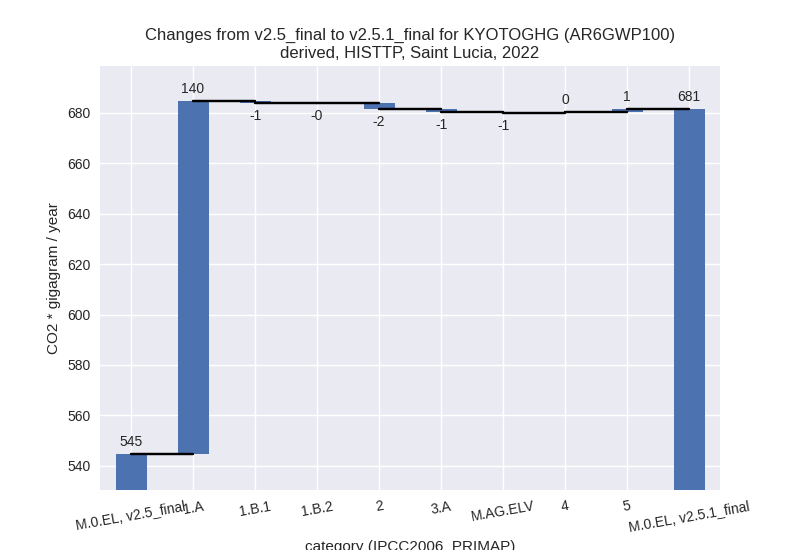 Changes from v2.5_final to v2.5.1_final for KYOTOGHG (AR6GWP100)
derived, HISTTP, Saint Lucia, 2022
CO2 * gigagram / year
680
660
640
620
600
580
560
540
545
140
-1
-0
-2
-1
-1
0
1
681
M.0.EL, v2.5_final
1.A
1.B.1
1.B.2
2
3.A
M.AG.ELV
4
5
M.0.EL, v2.5.1_final
category (IPCC2006_PRIMAP)